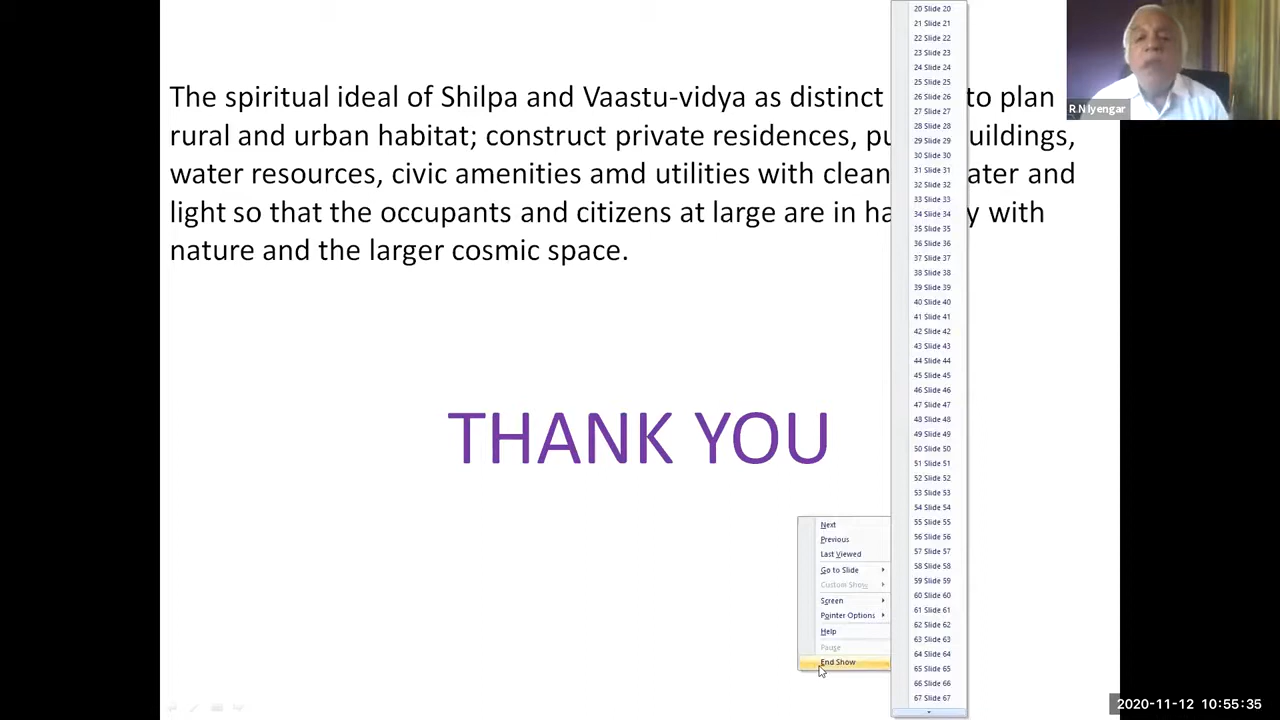 The spiritual ideal of Shilpa and Vaastu-vidya as distinct to plan
rural and urban habitat; construct private residences, pu uildings,
water resources, civic amenities amd utilities with clean ater and
light so that the occupants and citizens at large are in ha y with
nature and the larger cosmic space.
THANK YOU
Next
Previous
Last Viewed
Go to Slide
Custom Show
Screen
Pointer Options
Help
Pause
End Show
20 Slide 20
21 Slide 21
22 Slide 22
23 Slide 23
24 Slide 24
25 Slide 25
26 Slide 26
27 Slide 27
28 Slide 28
29 Slide 29
30 Slide 30
31 Slide 31
32 Slide 32
33 Slide 33
34 Slide 34
35 Slide 35
36 Slide 36
37 Slide 37
38 Slide 38
39 Slide 39
40 Slide 40
41 Slide 41
42 Slide 42
43 Slide 43
44 Slide 44
45 Slide 45
46 Slide 46
47 Slide 47
48 Slide 48
49 Slide 49
50 Slide 50
51 Slide 51
52 Slide 52
53 Slide 53
54 Slide 54
55 Slide 55
56 Slide 56
57 Slide 57
58 Slide 58
59 Slide 59
60 Slide 60
61 Slide 61
62 Slide 62
63 Slide 63
64 Slide 64
65 Slide 65
66 Slide 66
67 Slide 67
R N Iyengar
2020-11-12 10:55:35